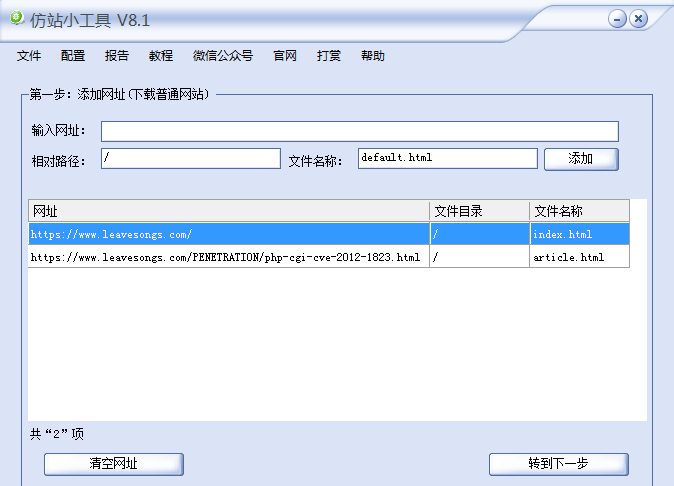 仿站小工具 V8.1
文件 配置 报告 教程 微信公众号 官网 打赏 帮助
第一步：添加网址(下载普通网站)
输入网址：
相对路径： / 文件名称： default.html 添加
网址 文件目录 文件名称
https://www.leavesongs.com/ / index.html
https://www.leavesongs.com/PENETRATION/php-cgi-cve-2012-1823.html / article.html
共“2”项
清空网址 转到下一步